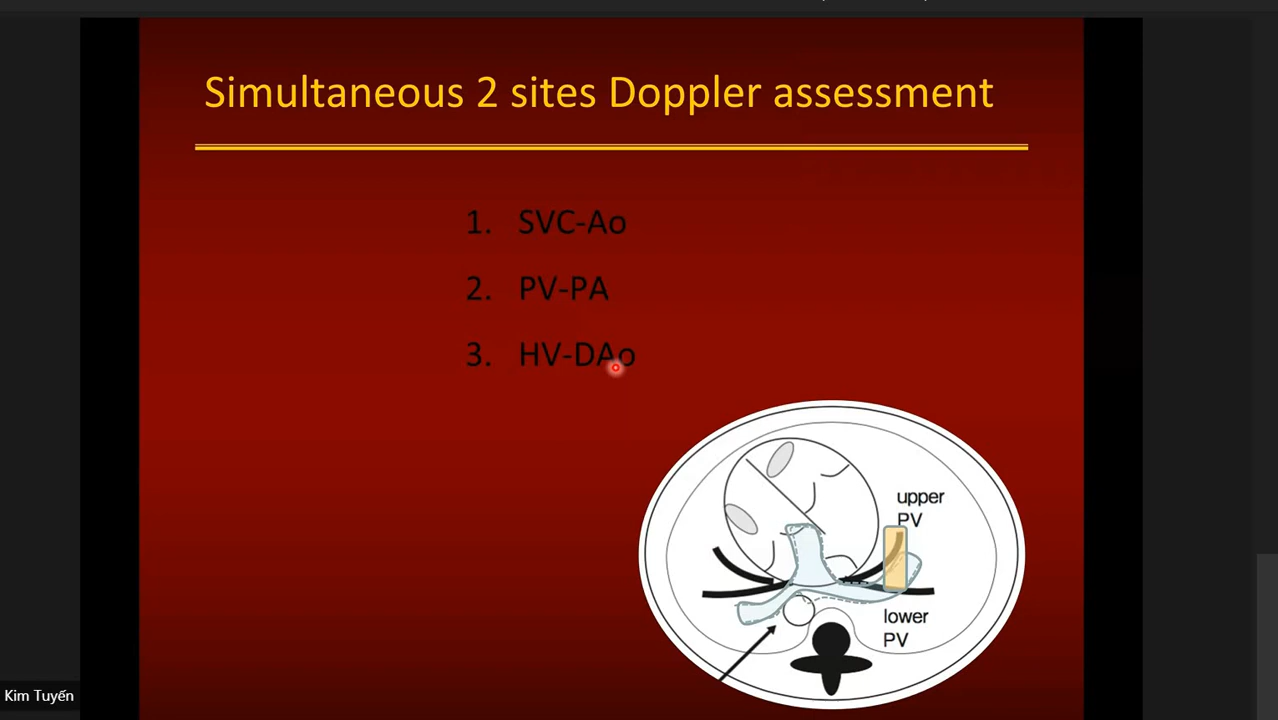 Simultaneous 2 sites Doppler assessment
1. SVC-Ao
2. PV-PA
3. HV-DAo
upper
PV
lower
PV
Kim Tuyến